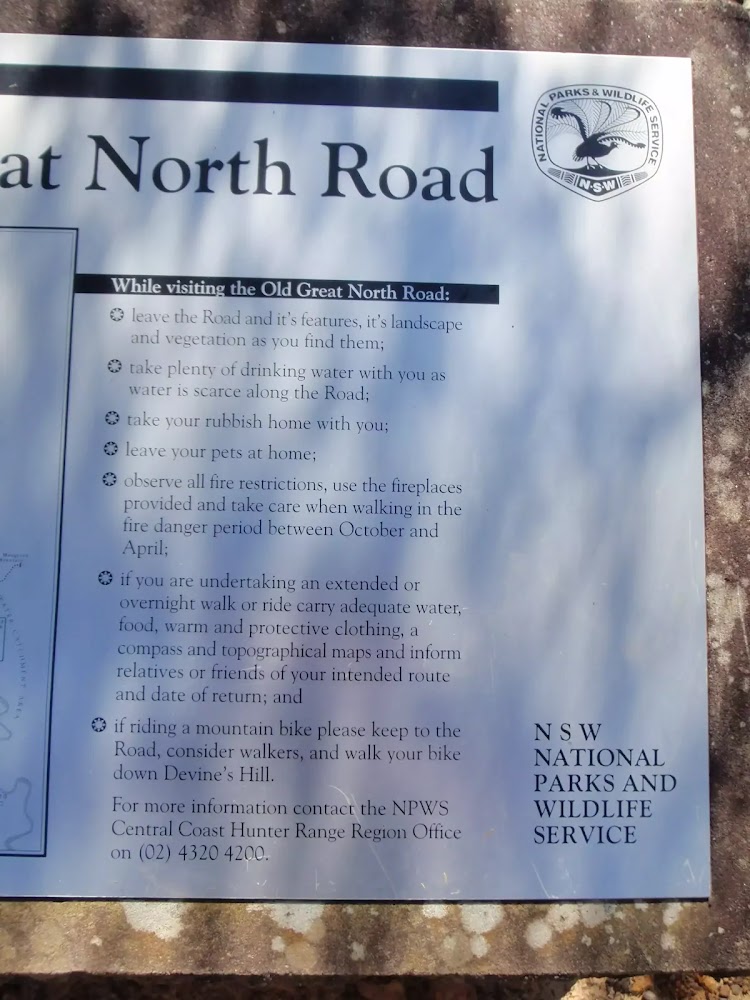 at North Road
NATIONAL PARKS & WILDLIFE SERVICE
N·S·W
While visiting the Old Great North Road:
leave the Road and it's features, it's landscape
and vegetation as you find them;
take plenty of drinking water with you as
water is scarce along the Road;
take your rubbish home with you;
leave your pets at home;
observe all fire restrictions, use the fireplaces
provided and take care when walking in the
fire danger period between October and
April;
if you are undertaking an extended or
overnight walk or ride carry adequate water,
food, warm and protective clothing, a
compass and topographical maps and inform
relatives or friends of your intended route
and date of return; and
if riding a mountain bike please keep to the
Road, consider walkers, and walk your bike
down Devine's Hill.
For more information contact the NPWS
Central Coast Hunter Range Region Office
on (02) 4320 4200.
N S W
NATIONAL
PARKS AND
WILDLIFE
SERVICE